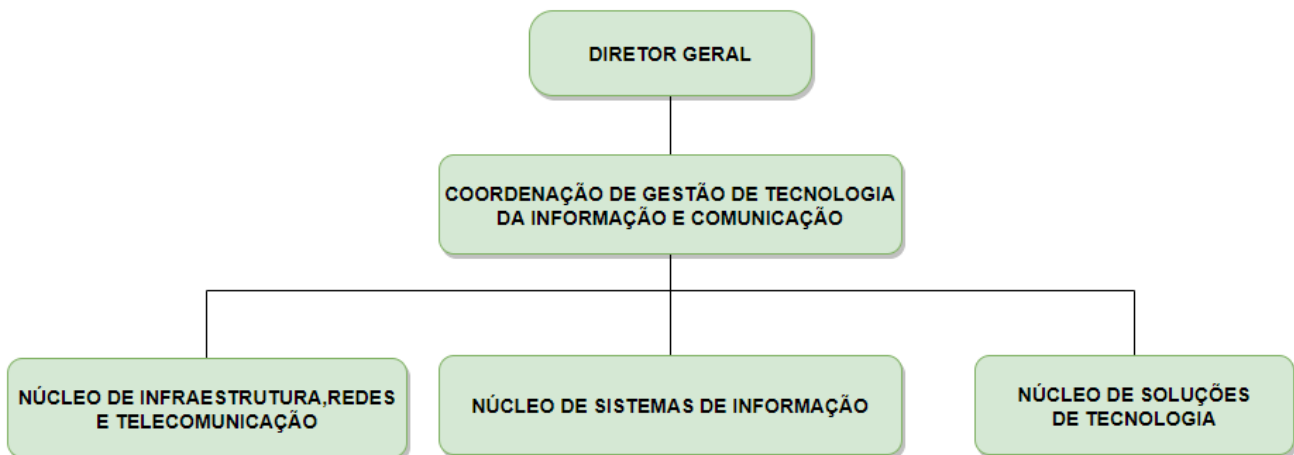 DIRETOR GERAL
COORDENAÇÃO DE GESTÃO DE TECNOLOGIA
DA INFORMAÇÃO E COMUNICAÇÃO
NÚCLEO DE INFRAESTRUTURA,REDES
E TELECOMUNICAÇÃO
NÚCLEO DE SISTEMAS DE INFORMAÇÃO
NÚCLEO DE SOLUÇÕES
DE TECNOLOGIA